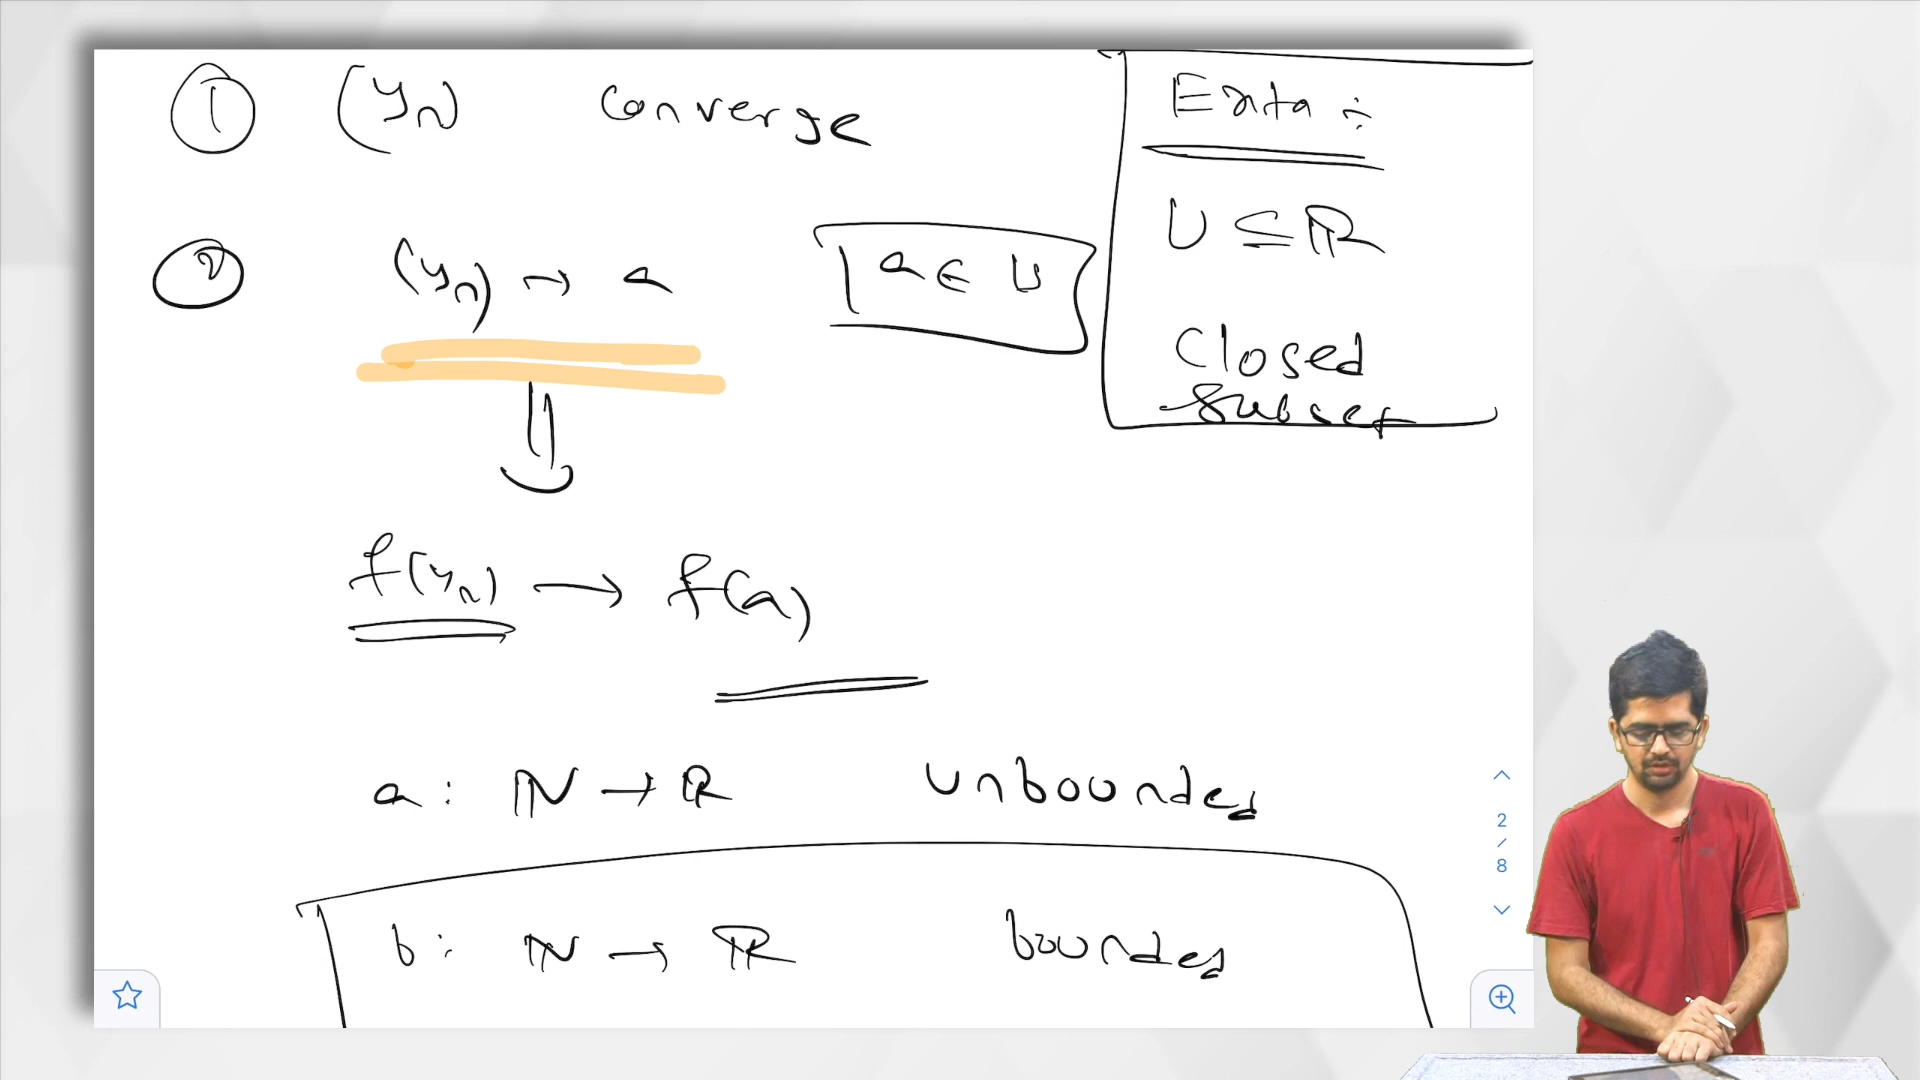 ① (yₙ) converge
② (yₙ) → a
a ∈ U
Extra :
U ⊆ ℝ
Closed
subset
⇓
f(yₙ) → f(a)
a : ℕ → ℝ unbounded
b : ℕ → ℝ bounded
2
/
8